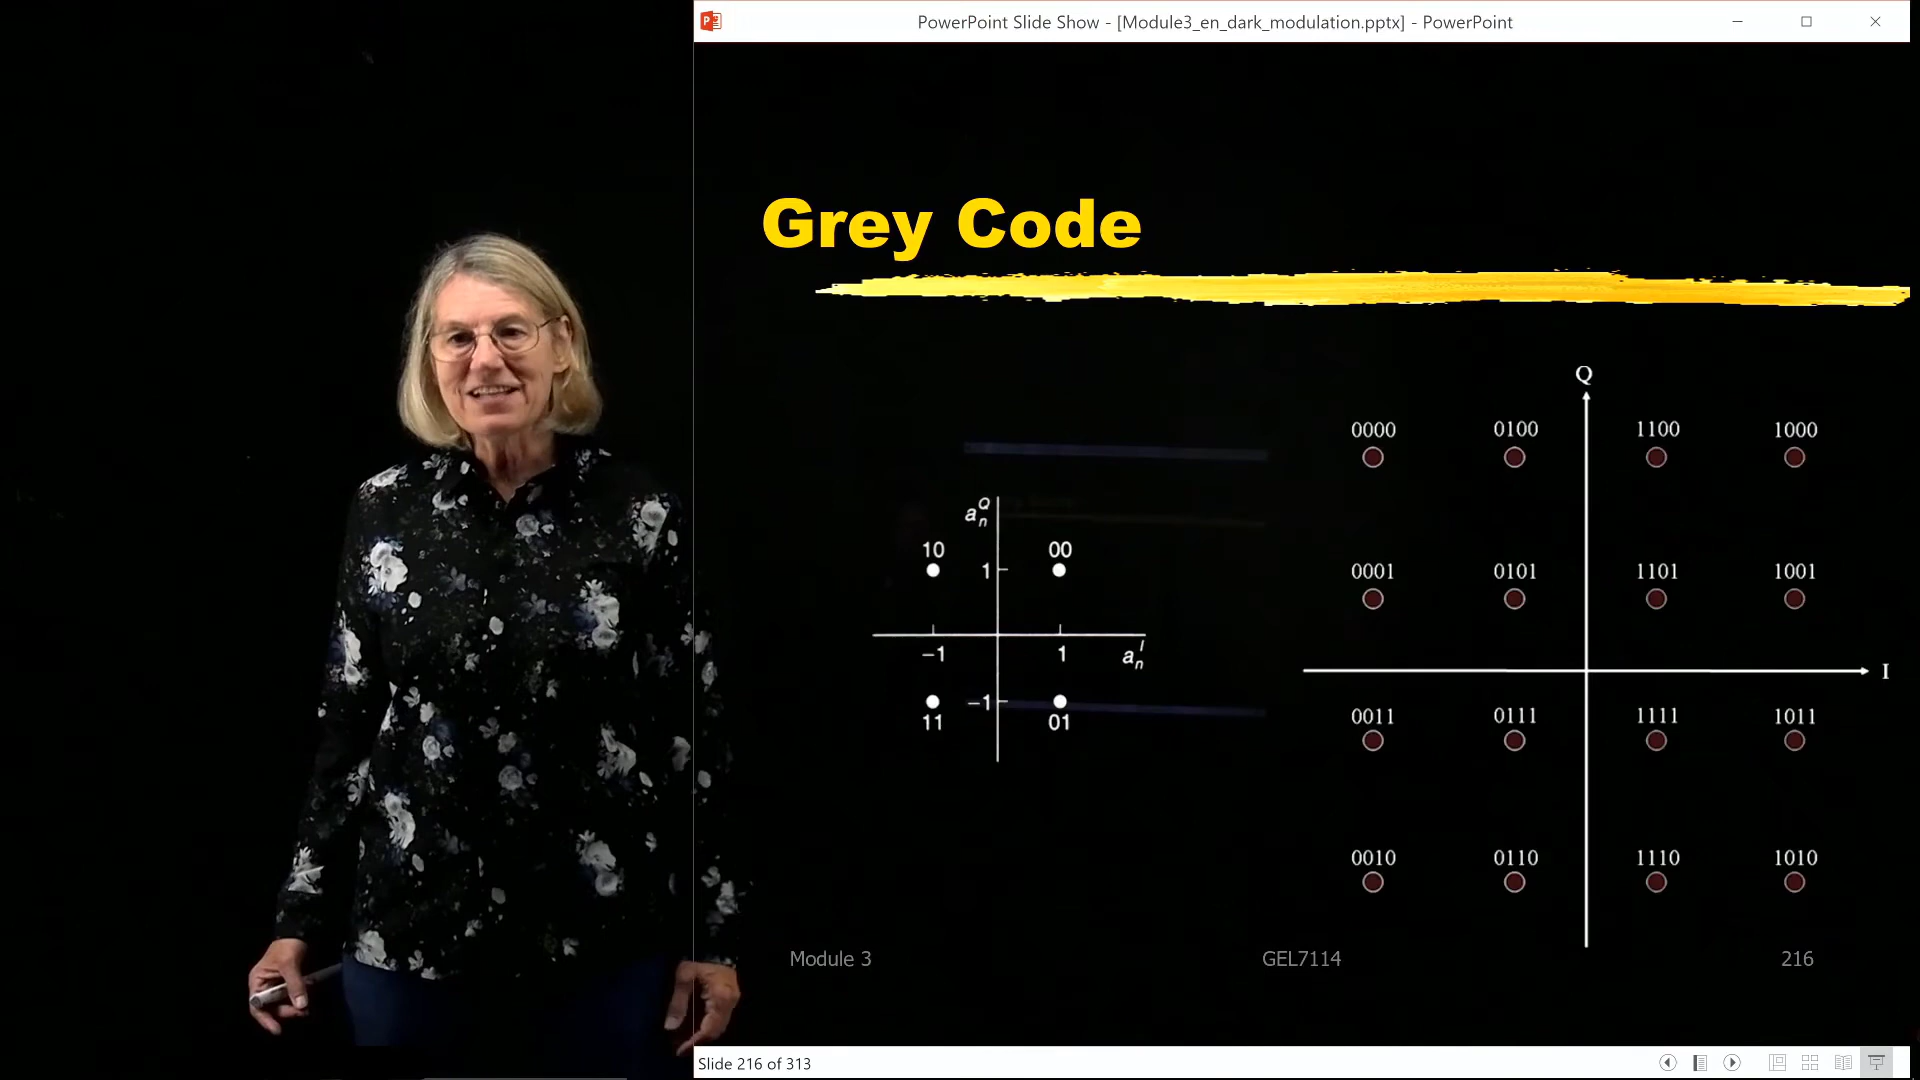 PowerPoint Slide Show - [Module3_en_dark_modulation.pptx] - PowerPoint
Grey Code
a_n^Q
10 00
1
−1 1 a_n^I
−1
11 01
Q
0000 0100 1100 1000
0001 0101 1101 1001
I
0011 0111 1111 1011
0010 0110 1110 1010
Module 3 GEL7114 216
Slide 216 of 313